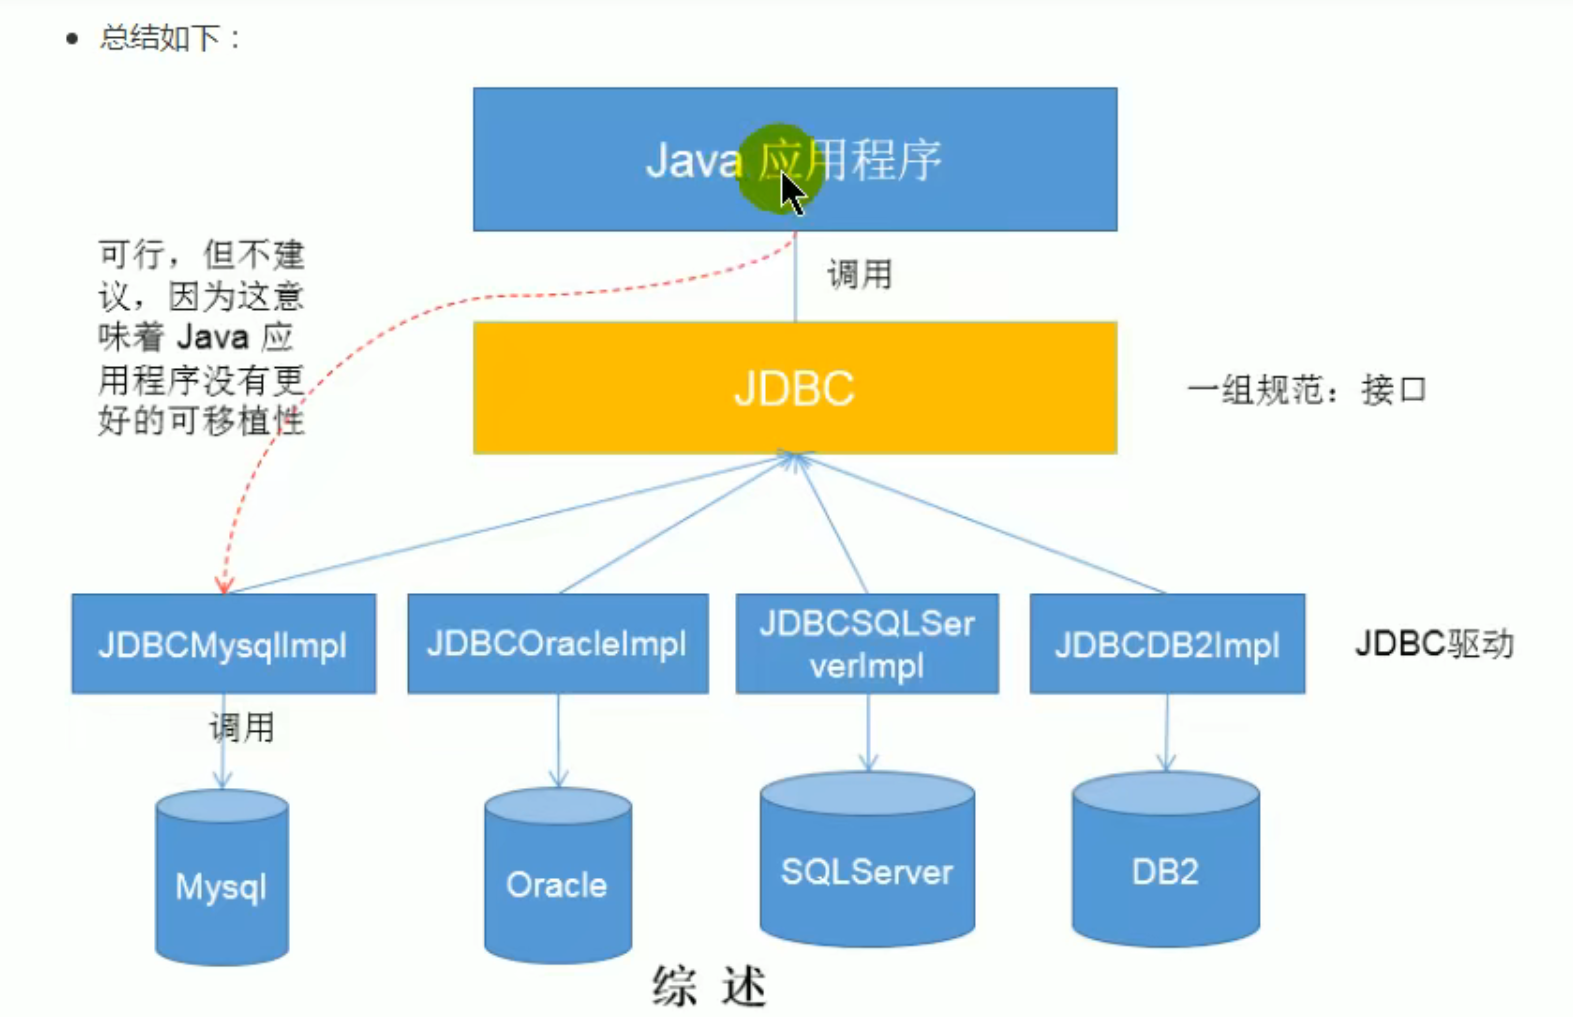 总结如下：
Java 应用程序
可行，但不建
议，因为这意
味着 Java 应
用程序没有更
好的可移植性
调用
JDBC
一组规范：接口
JDBCMysqlImpl
JDBCOracleImpl
JDBCSQLSer
verImpl
JDBCDB2Impl
JDBC驱动
调用
Mysql
Oracle
SQLServer
DB2
综 述